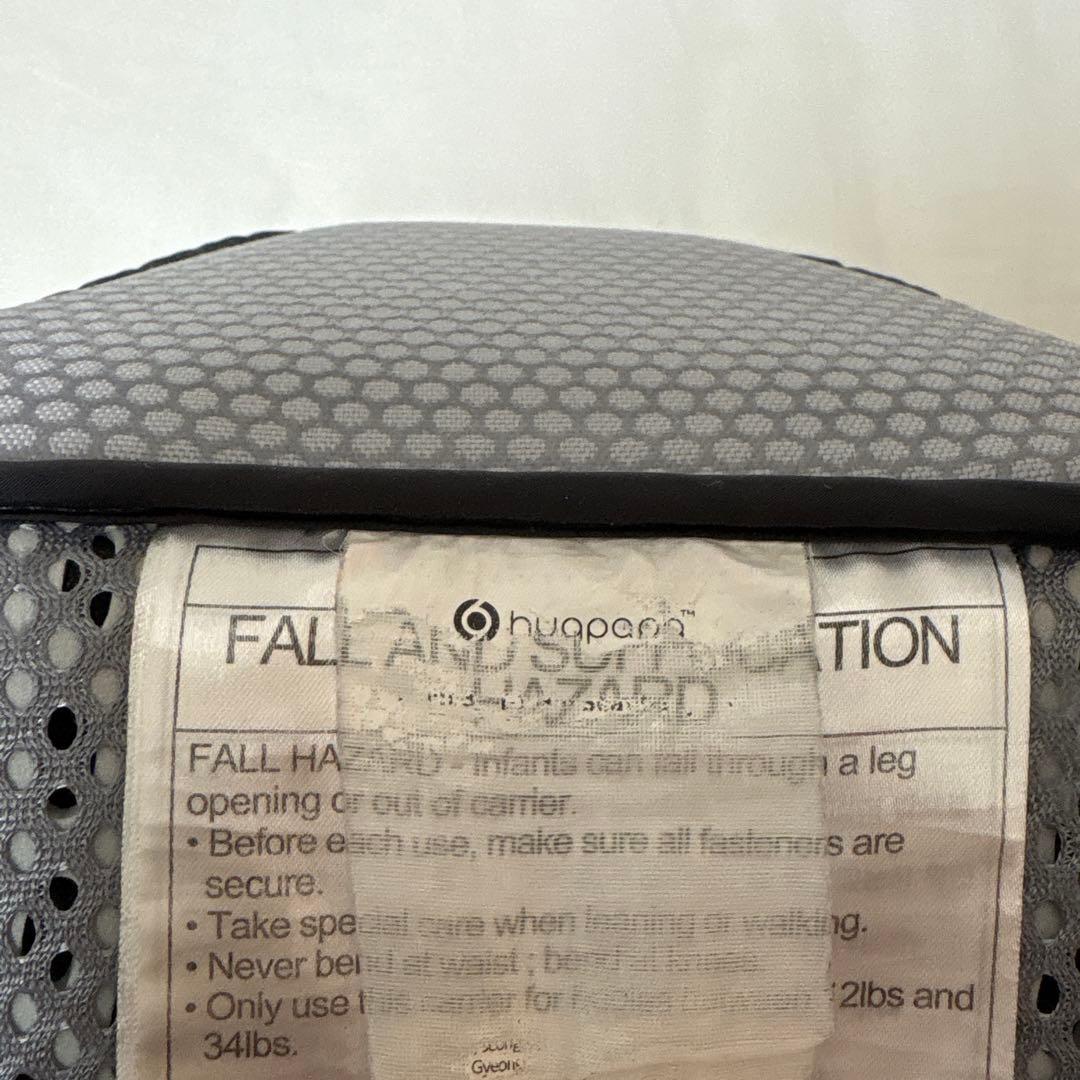 hugpapa™
FALL AND SUFFOCATION
HAZARD
FALL HAZARD - Infants can fall through a leg
opening or out of carrier.
• Before each use, make sure all fasteners are
secure.
• Take special care when leaning or walking.
• Never bend at waist ; bend at knees
• Only use this carrier for between 12lbs and
34lbs.
Gyeong